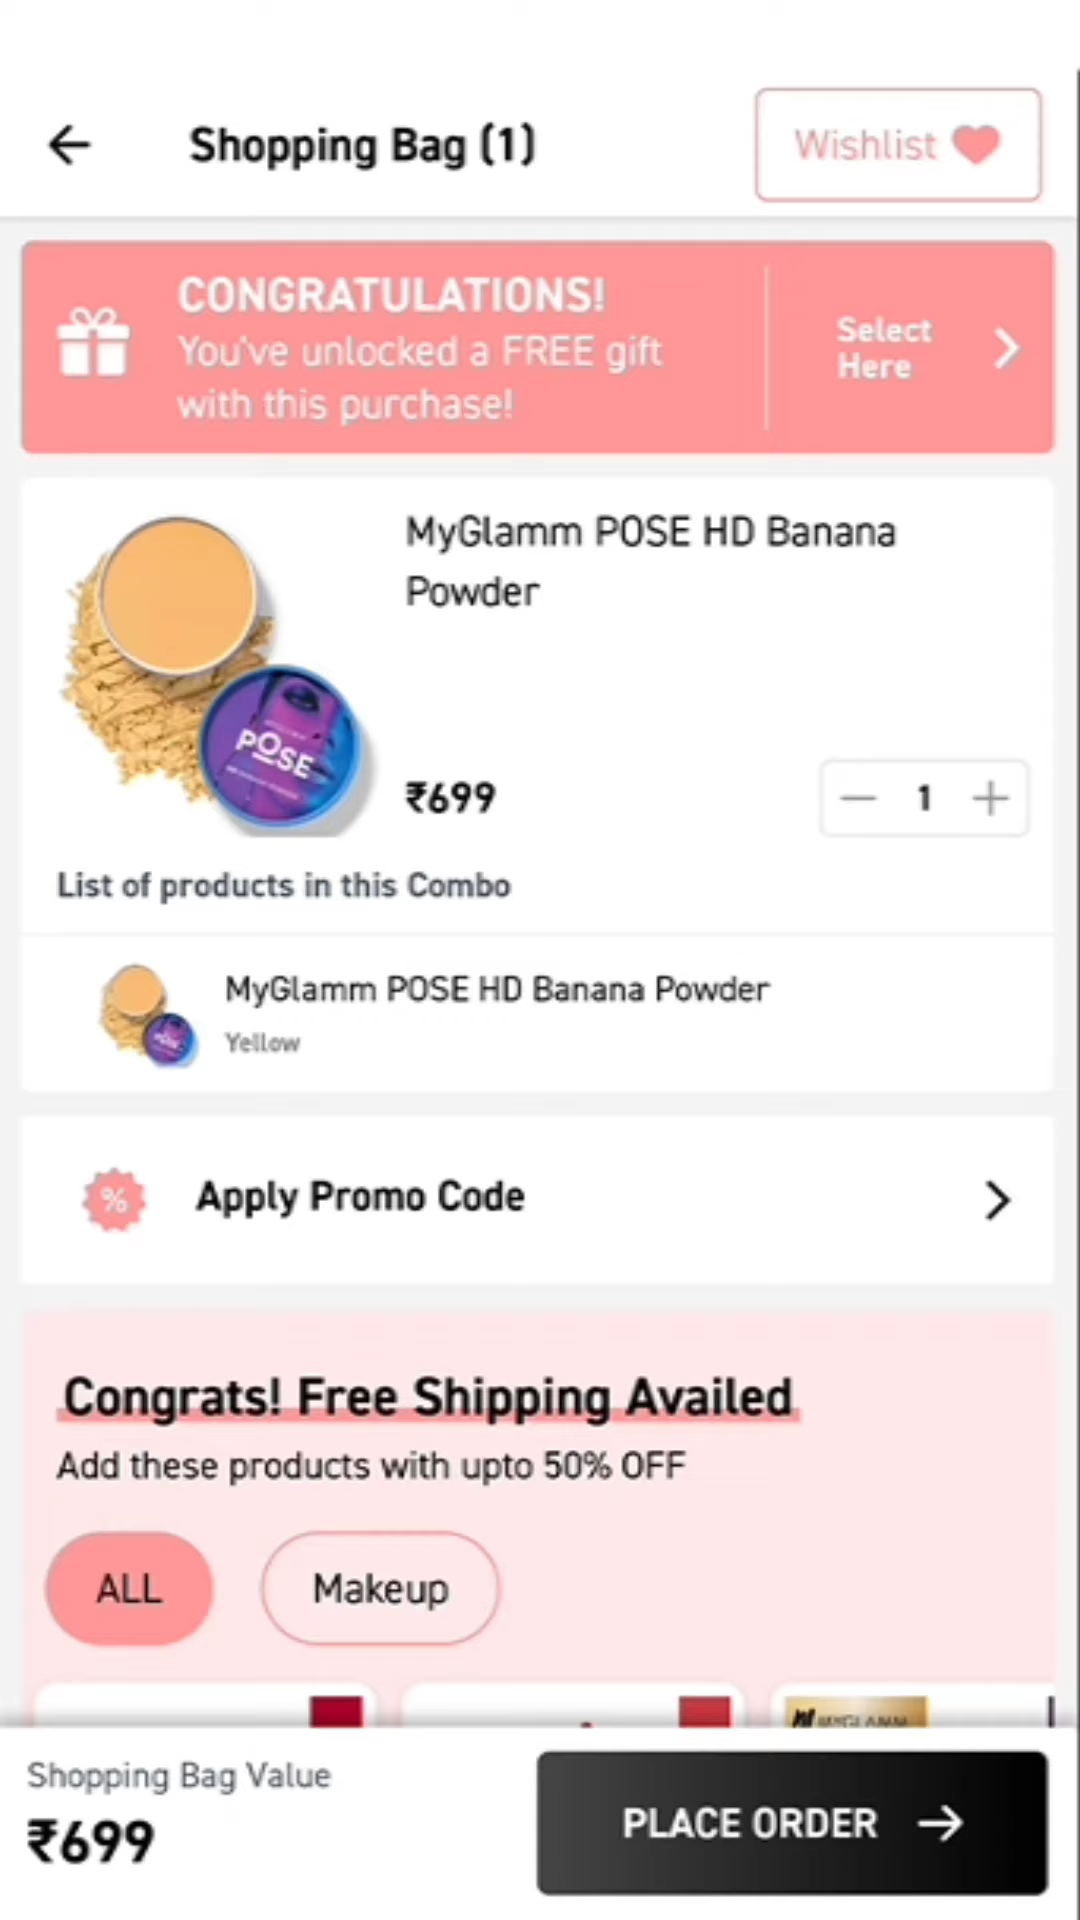 Shopping Bag (1)
Wishlist
CONGRATULATIONS!
You've unlocked a FREE gift
with this purchase!
Select
Here
MyGlamm POSE HD Banana
Powder
POSE
₹699
1
List of products in this Combo
MyGlamm POSE HD Banana Powder
Yellow
%
Apply Promo Code
Congrats! Free Shipping Availed
Add these products with upto 50% OFF
ALL
Makeup
MYGLAMM
Shopping Bag Value
₹699
PLACE ORDER